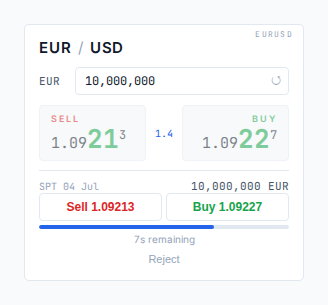 EURUSD
EUR / USD
EUR 10,000,000
SELL BUY
1.09213 1.4 1.09227
SPT 04 Jul 10,000,000 EUR
Sell 1.09213 Buy 1.09227
7s remaining
Reject